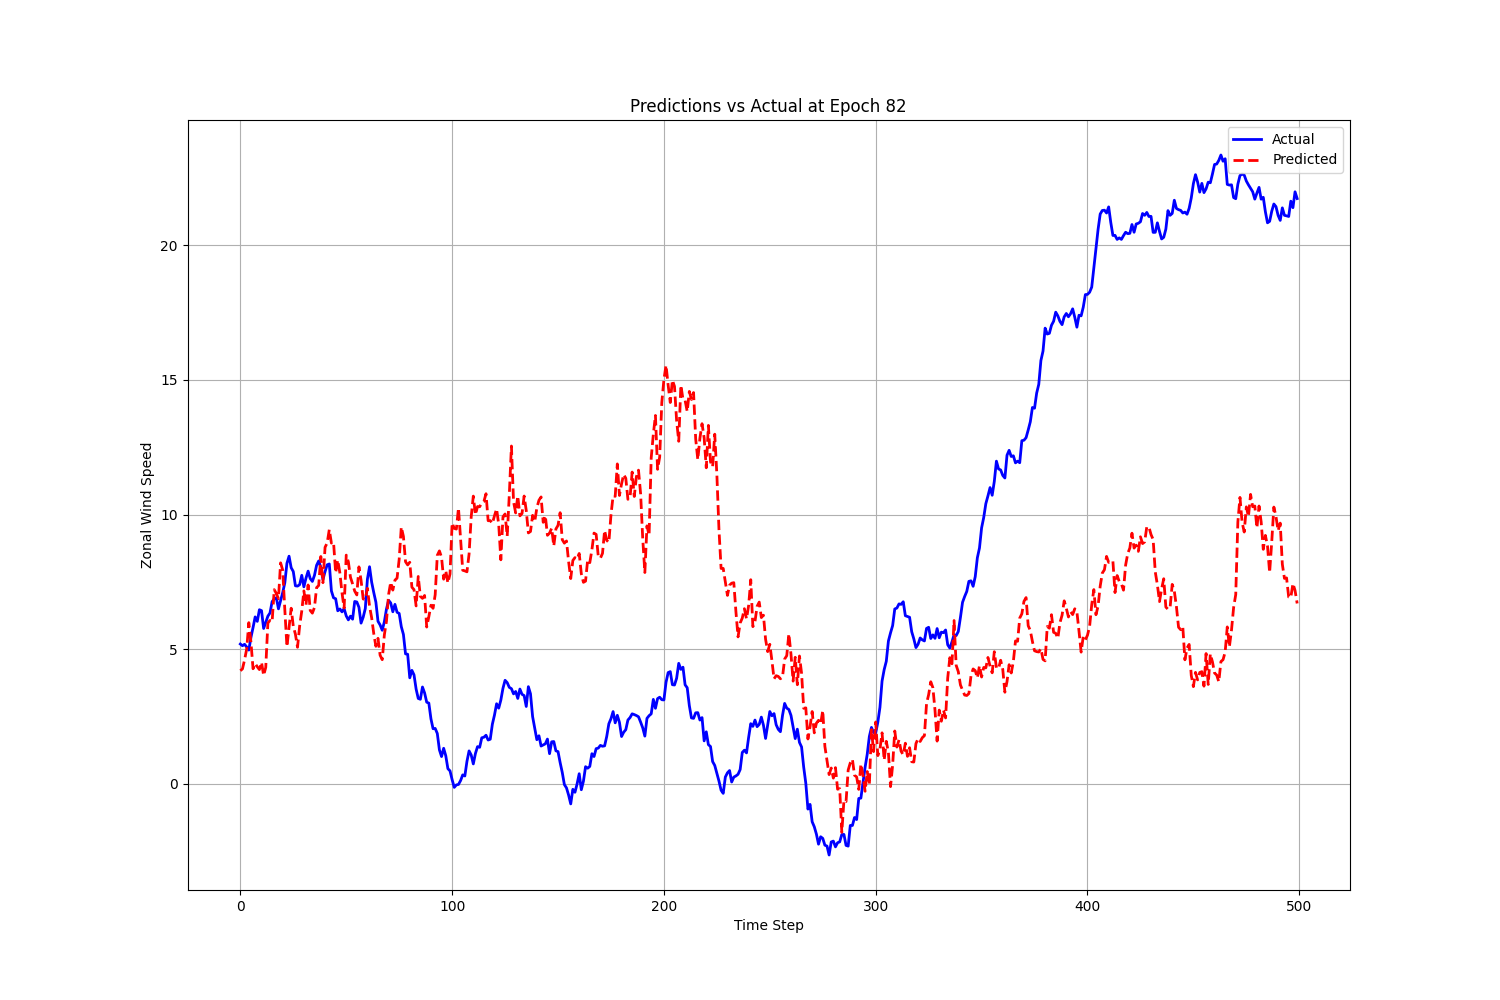 Predictions vs Actual at Epoch 82
Actual
Predicted
Zonal Wind Speed
20
15
10
5
0
0 100 200 300 400 500
Time Step